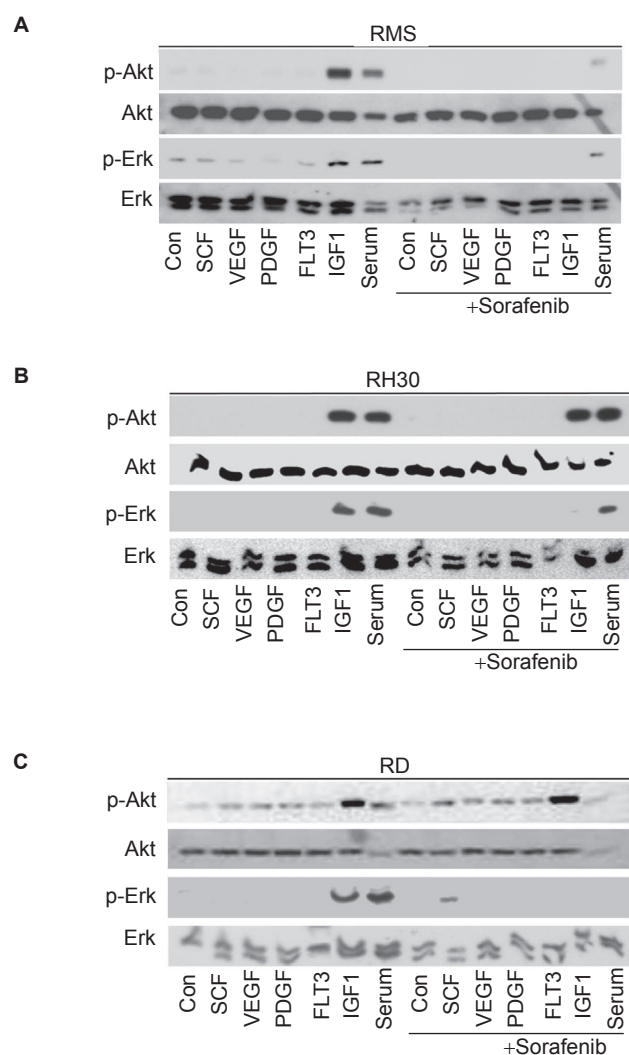 A
RMS
p-Akt
Akt
p-Erk
Erk
Con SCF VEGF PDGF FLT3 IGF1 Serum Con SCF VEGF PDGF FLT3 IGF1 Serum
+Sorafenib
B
RH30
p-Akt
Akt
p-Erk
Erk
Con SCF VEGF PDGF FLT3 IGF1 Serum Con SCF VEGF PDGF FLT3 IGF1 Serum
+Sorafenib
C
RD
p-Akt
Akt
p-Erk
Erk
Con SCF VEGF PDGF FLT3 IGF1 Serum Con SCF VEGF PDGF FLT3 IGF1 Serum
+Sorafenib